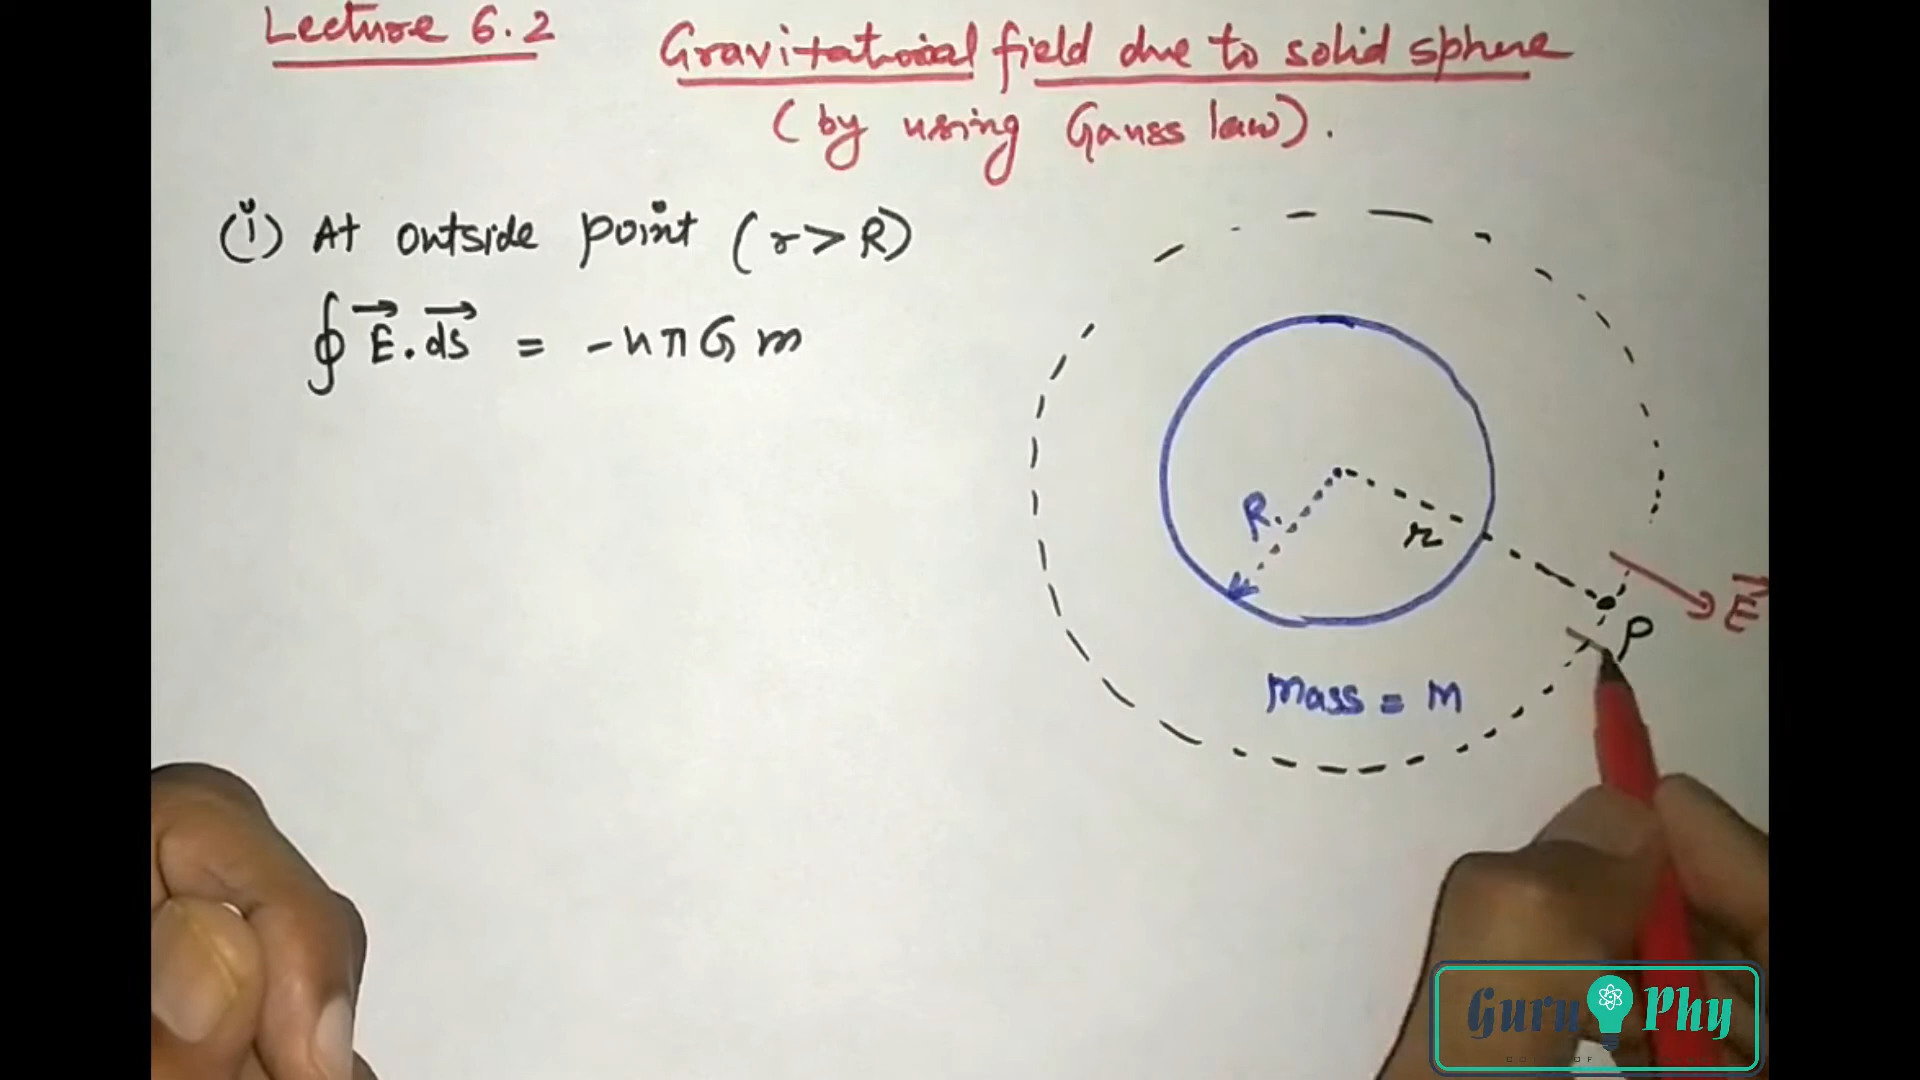 Lecture 6.2
Gravitational field due to solid sphere
(by using Gauss law).
(i) At outside point (r > R)
∮ E⃗ . ds⃗ = -4πGm
R
r
E⃗
P
Mass = M
Guru Phy